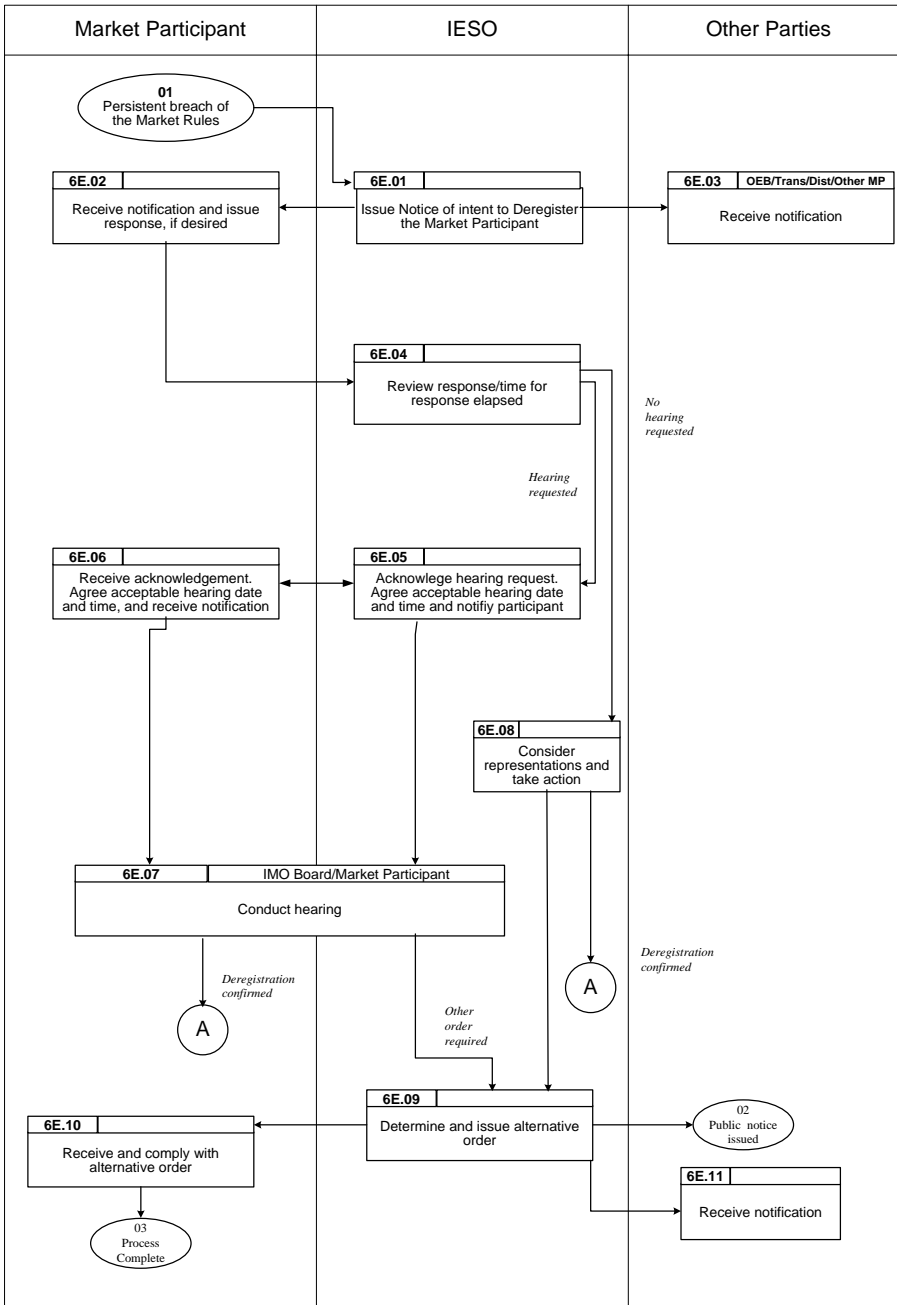 Market Participant
IESO
Other Parties
01
Persistent breach of
the Market Rules
6E.02
Receive notification and issue
response, if desired
6E.01
Issue Notice of intent to Deregister
the Market Participant
6E.03
OEB/Trans/Dist/Other MP
Receive notification
6E.04
Review response/time for
response elapsed
No
hearing
requested
Hearing
requested
6E.06
Receive acknowledgement.
Agree acceptable hearing date
and time, and receive notification
6E.05
Acknowlege hearing request.
Agree acceptable hearing date
and time and notifiy participant
6E.08
Consider
representations and
take action
6E.07
IMO Board/Market Participant
Conduct hearing
Deregistration
confirmed
A
Deregistration
confirmed
A
Other
order
required
6E.09
Determine and issue alternative
order
6E.10
Receive and comply with
alternative order
02
Public notice
issued
6E.11
Receive notification
03
Process
Complete